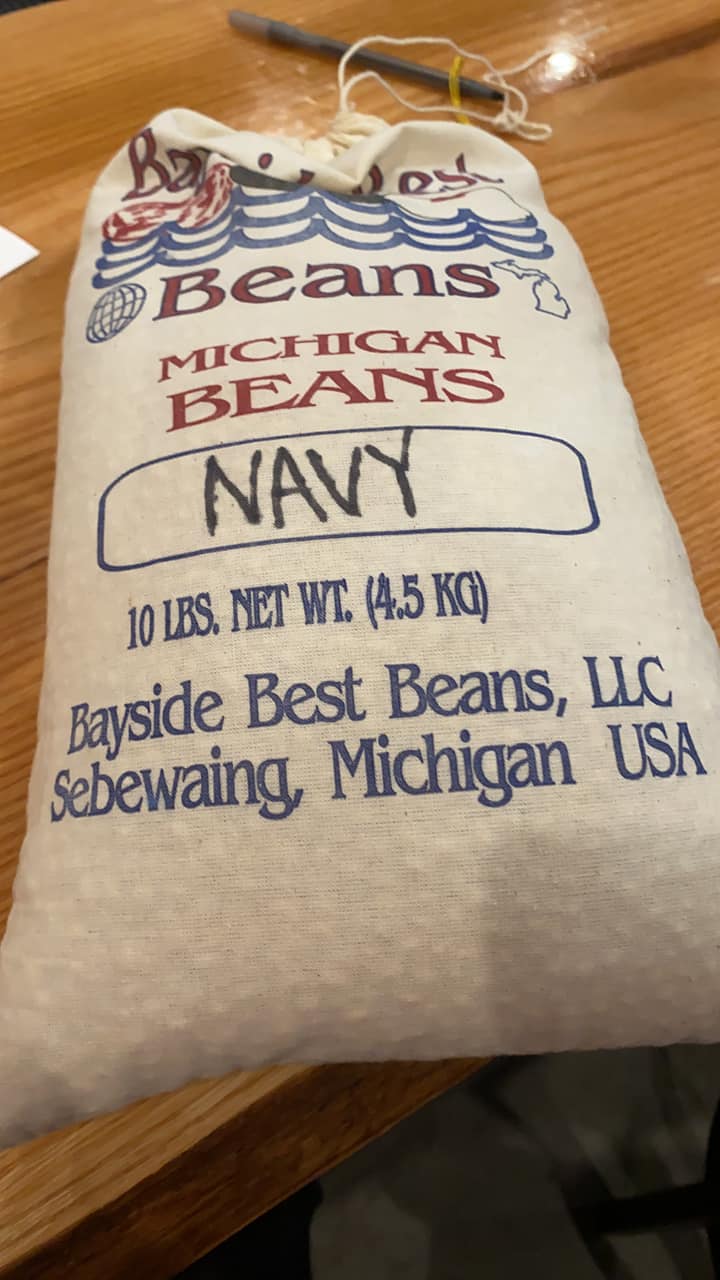 Beans
MICHIGAN
BEANS
NAVY
10 LBS. NET WT. (4.5 KG)
Bayside Best Beans, LLC
Sebewaing, Michigan USA